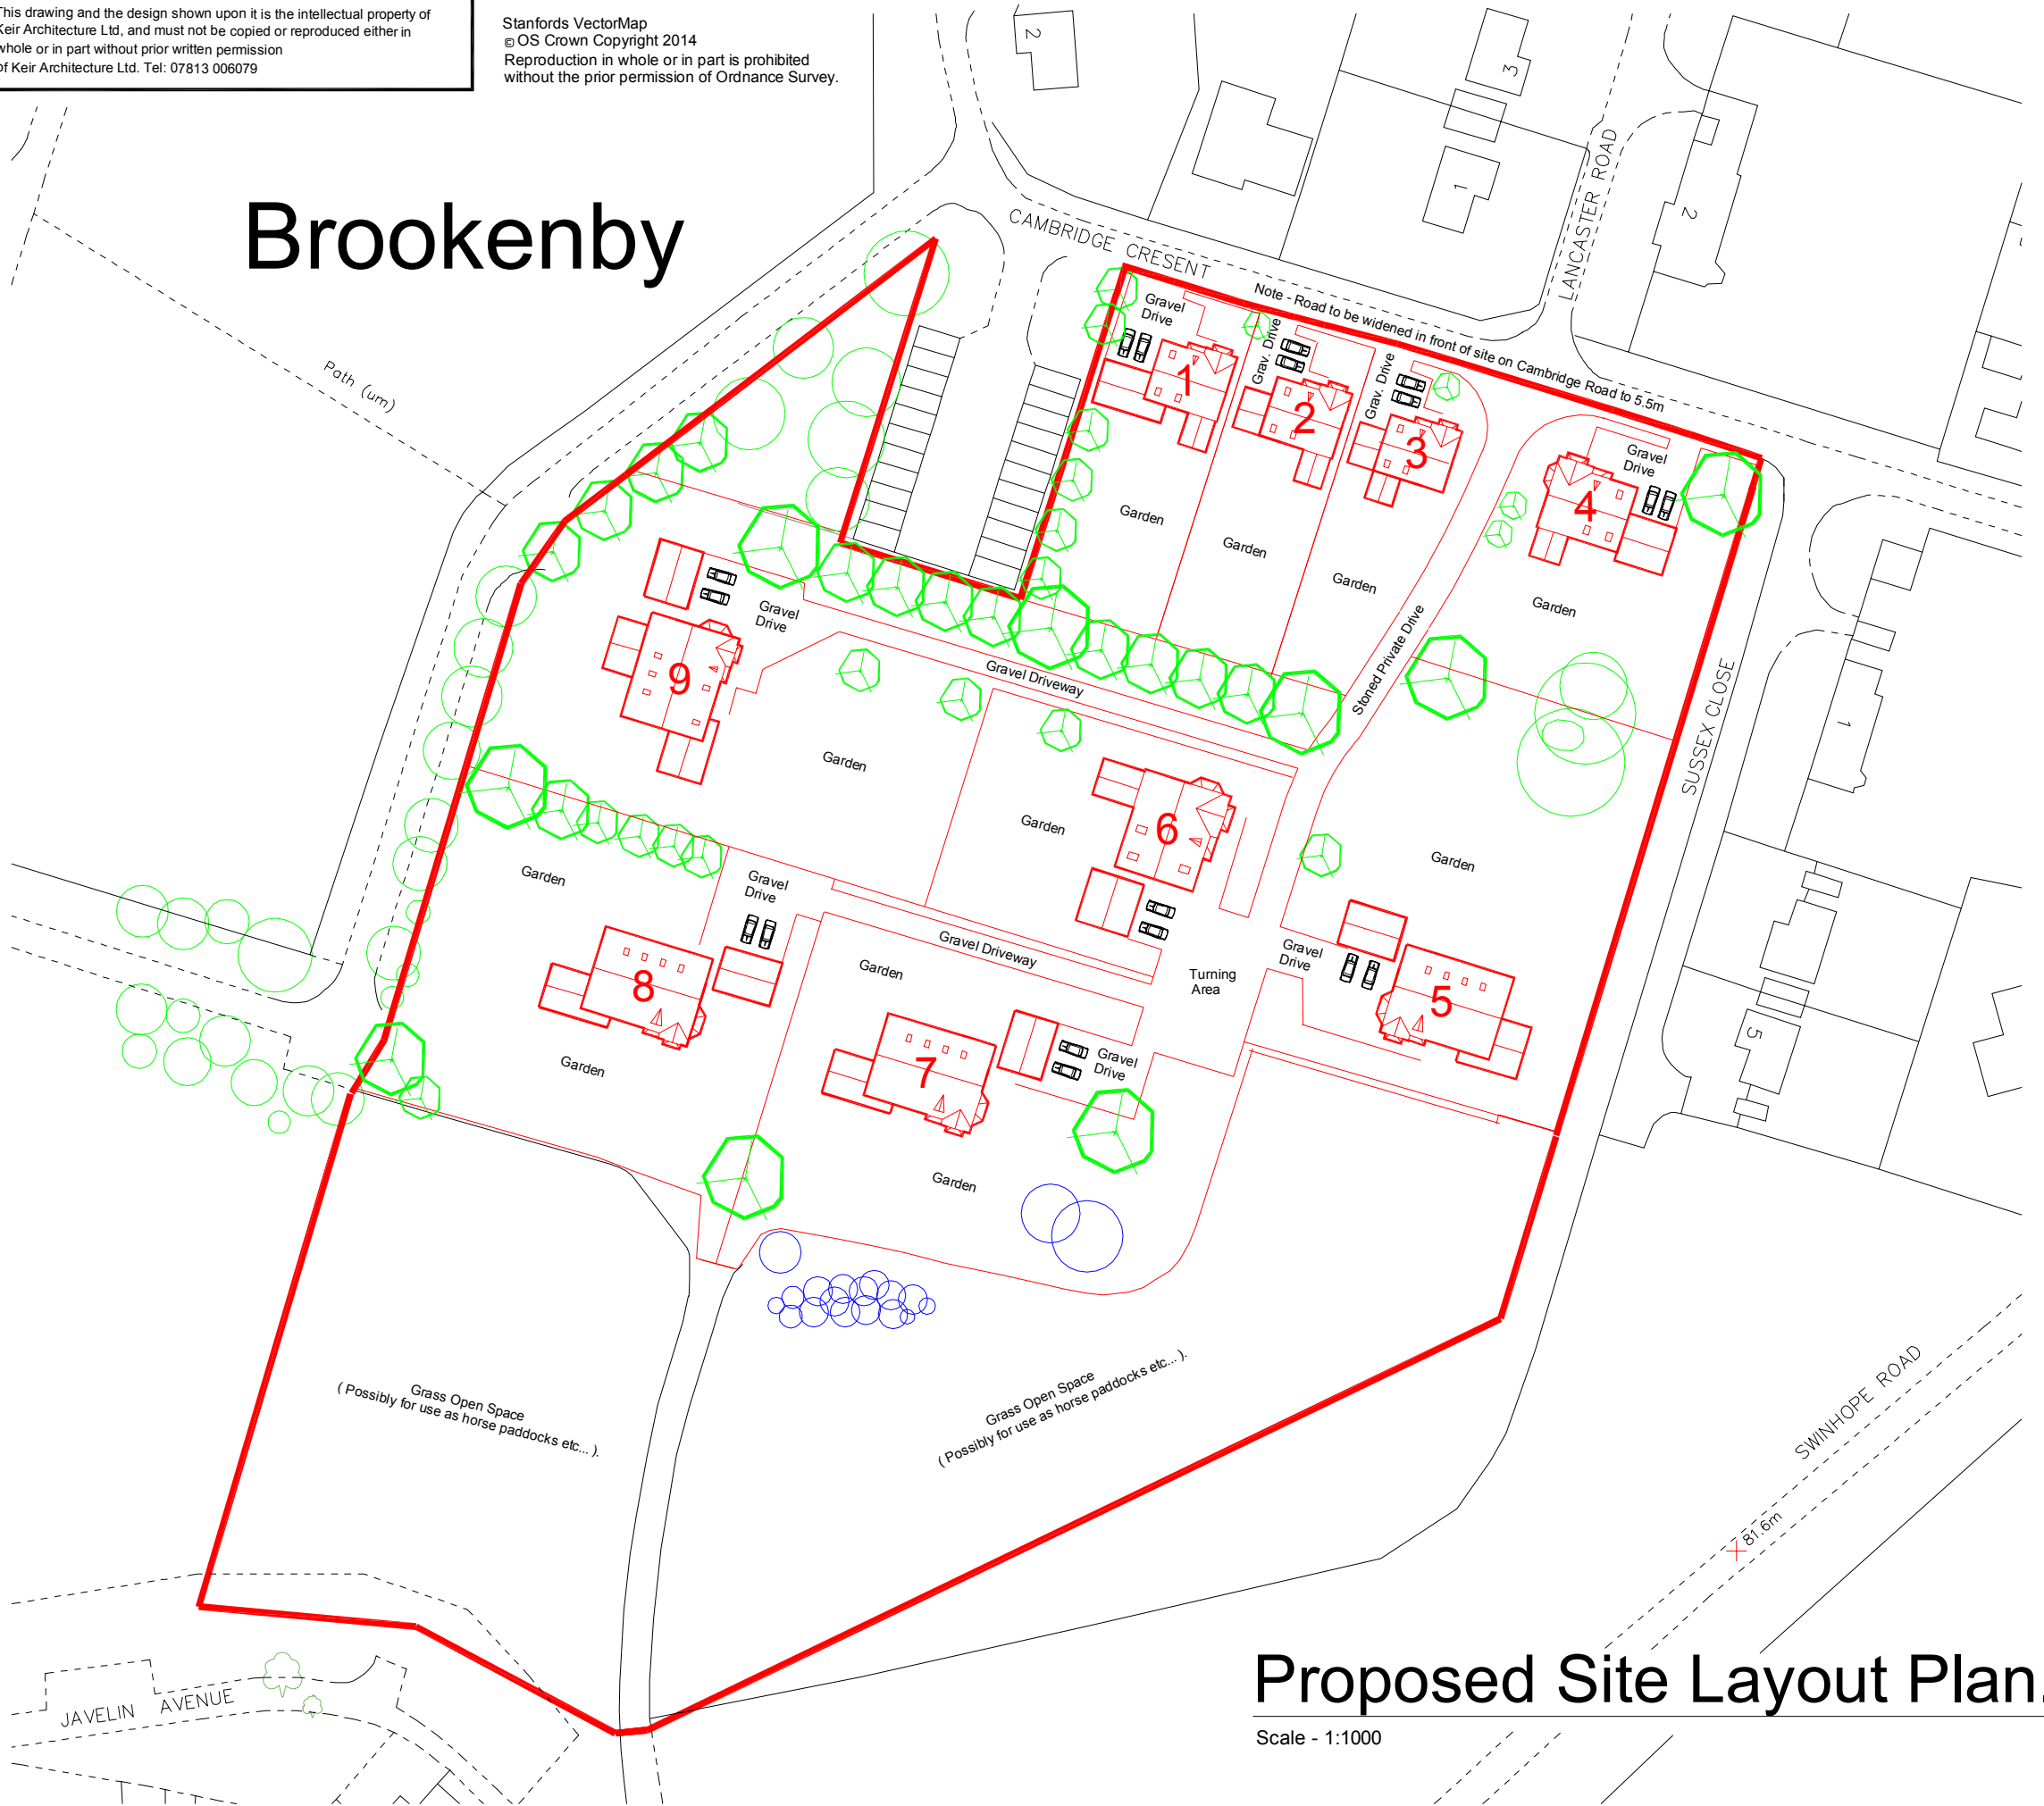 This drawing and the design shown upon it is the intellectual property of
Keir Architecture Ltd, and must not be copied or reproduced either in
whole or in part without prior written permission
of Keir Architecture Ltd. Tel: 07813 006079
Stanfords VectorMap
© OS Crown Copyright 2014
Reproduction in whole or in part is prohibited
without the prior permission of Ordnance Survey.
2
3
1
2
LANCASTER ROAD
Brookenby
CAMBRIDGE CRESENT
Note - Road to be widened in front of site on Cambridge Road to 5.5m
Path (um)
Gravel
Drive
1
Grav. Drive
2
Grav. Drive
3
Gravel
Drive
4
Garden
Garden
Garden
Garden
Stoned Private Drive
SUSSEX CLOSE
1
5
Gravel
Drive
9
Gravel Driveway
Garden
Garden
6
Garden
Garden
Gravel
Drive
8
Gravel Driveway
Garden
Turning
Area
Gravel
Drive
5
Garden
7
Gravel
Drive
Garden
Grass Open Space
( Possibly for use as horse paddocks etc... ).
Grass Open Space
( Possibly for use as horse paddocks etc... ).
SWINHOPE ROAD
81.6m
JAVELIN AVENUE
Proposed Site Layout Plan.
Scale - 1:1000